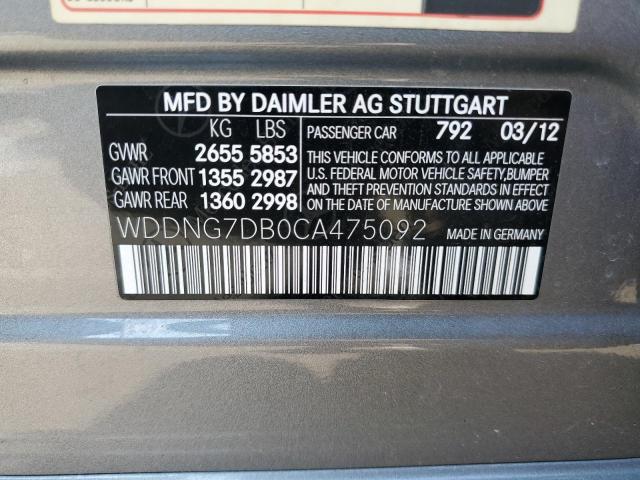 MFD BY DAIMLER AG STUTTGART
KG LBS
GVWR 2655 5853
GAWR FRONT 1355 2987
GAWR REAR 1360 2998
PASSENGER CAR 792 03/12
THIS VEHICLE CONFORMS TO ALL APPLICABLE
U.S. FEDERAL MOTOR VEHICLE SAFETY,BUMPER
AND THEFT PREVENTION STANDARDS IN EFFECT
ON THE DATE OF MANUFACTURE SHOWN ABOVE.
WDDNG7DB0CA475092 MADE IN GERMANY